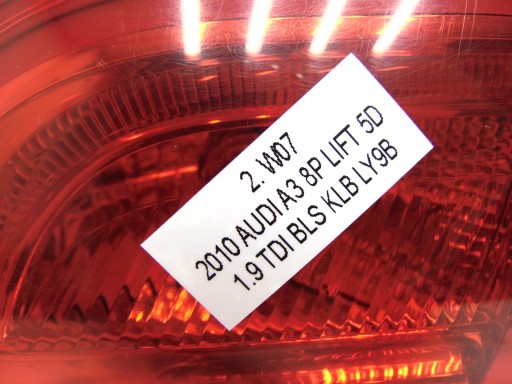 2. W07
2010 AUDI A3 8P LIFT 5D
1.9 TDI BLS KLB LY9B